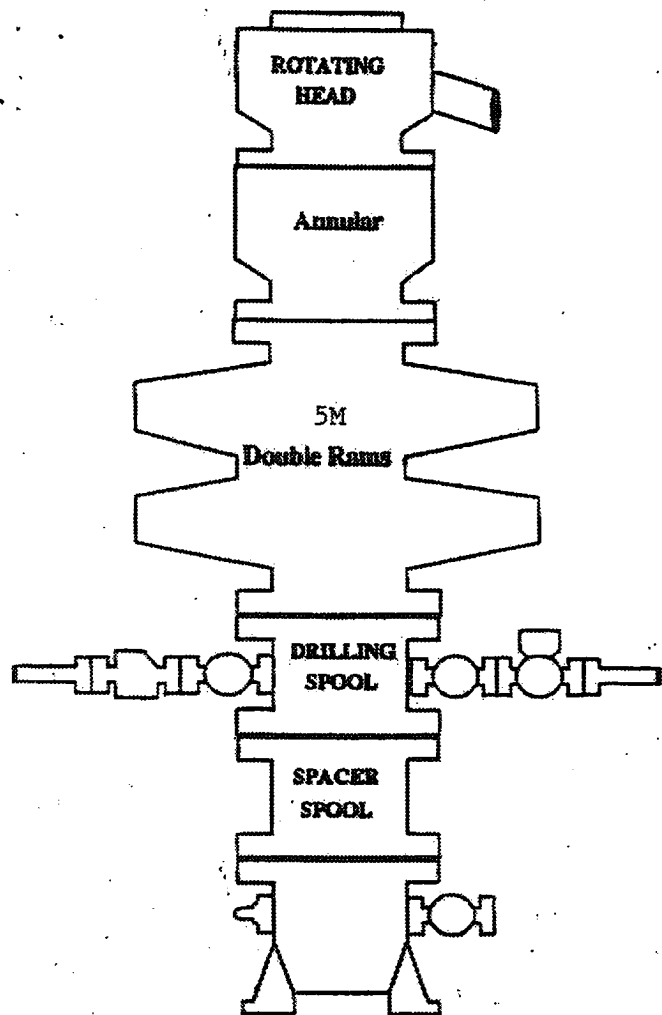 ROTATING
HEAD
Annular
5M
Double Rams
DRILLING
SPOOL
SPACER
SPOOL